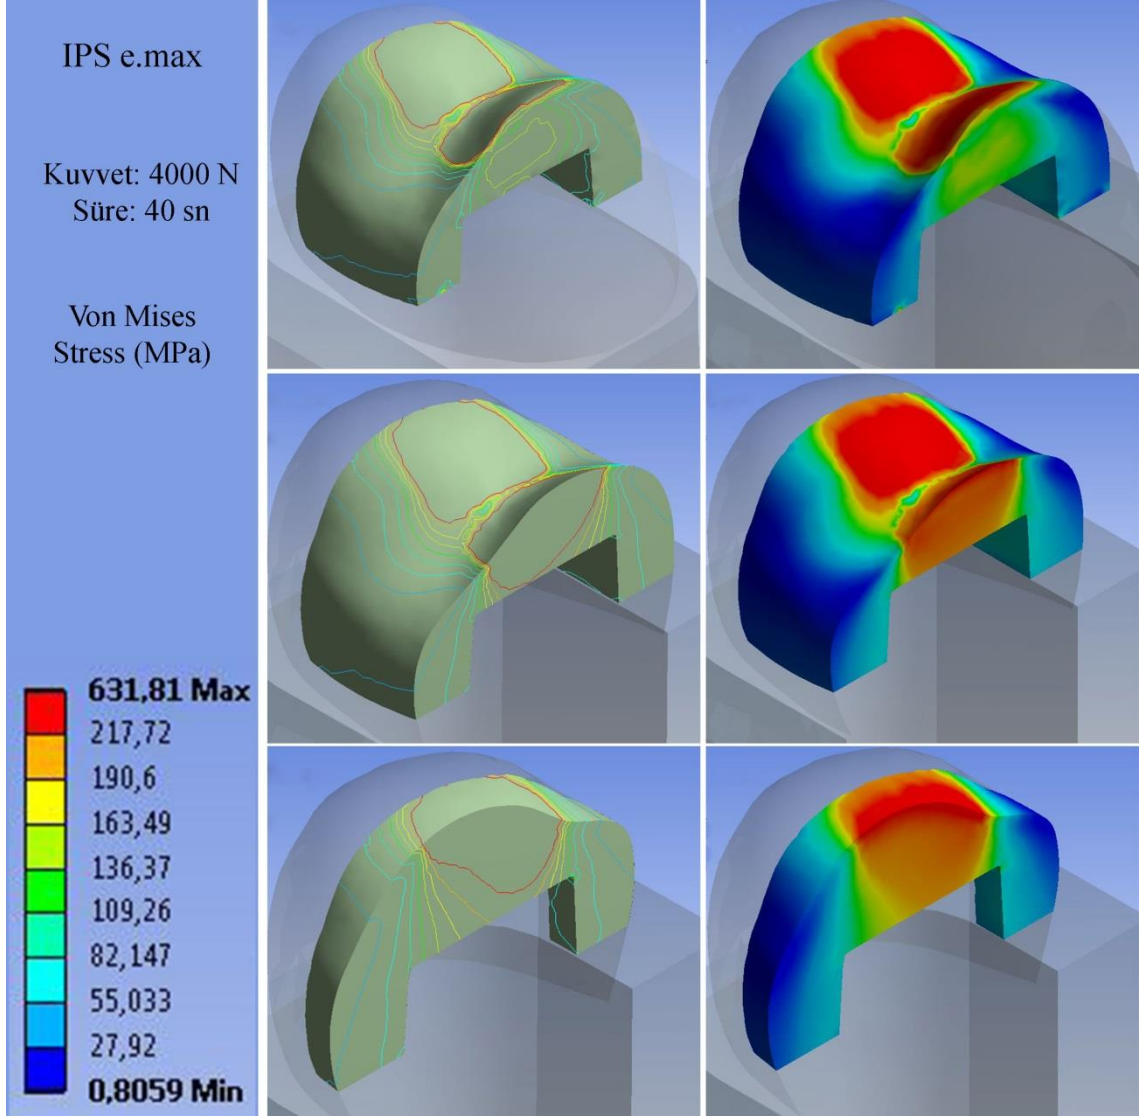 IPS e.max
Kuvvet: 4000 N
Süre: 40 sn
Von Mises
Stress (MPa)
631,81 Max
217,72
190,6
163,49
136,37
109,26
82,147
55,033
27,92
0,8059 Min